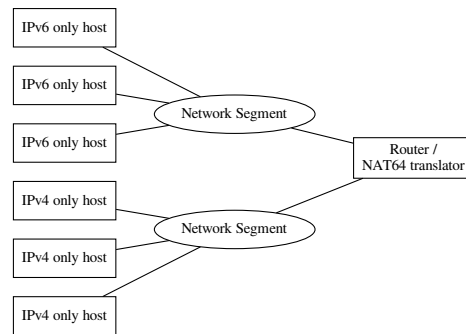 IPv6 only host
IPv6 only host
Network Segment
IPv6 only host
Router /
NAT64 translator
IPv4 only host
Network Segment
IPv4 only host
IPv4 only host